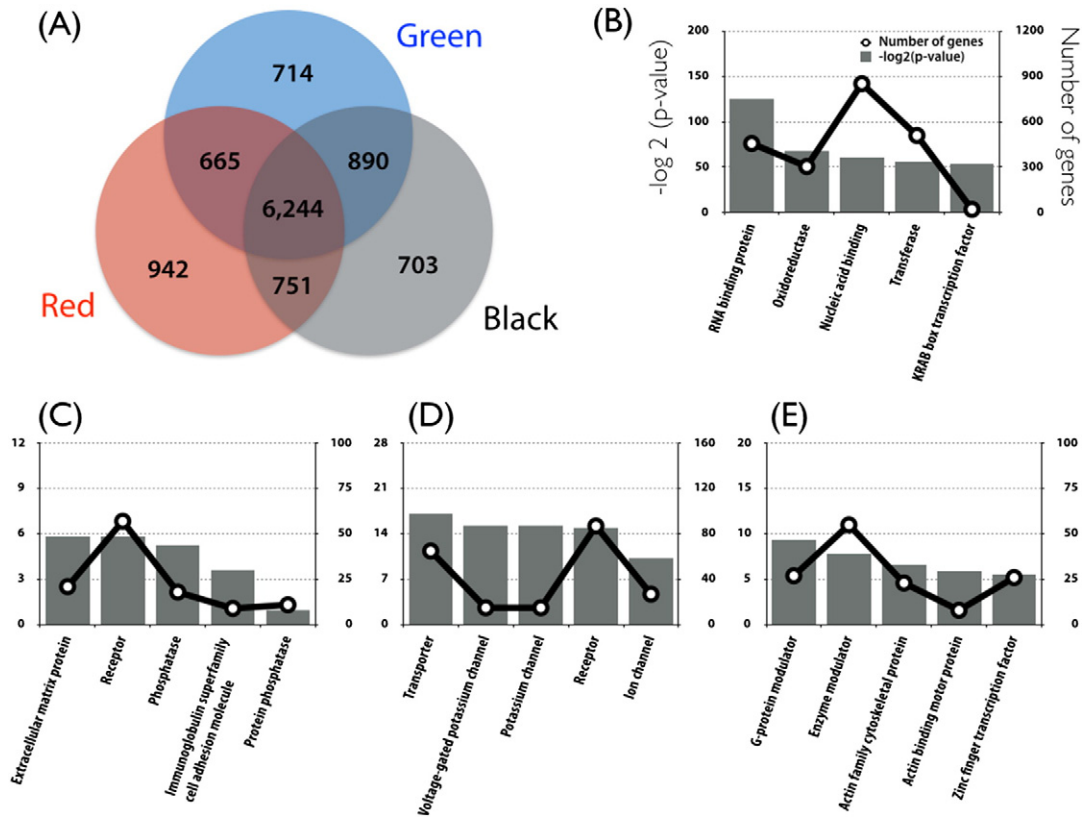 (A)
Green
714
665
890
6,244
942
703
751
Red
Black
(B)
-log 2 (p-value)
Number of genes
200
150
100
50
0
1200
900
600
300
0
Number of genes
-log2(p-value)
RNA binding protein
Oxidoreductase
Nucleic acid binding
Transferase
KRAB box transcription factor
(C)
12
9
6
3
0
100
75
50
25
0
Extracellular matrix protein
Receptor
Phosphatase
Immunoglobulin superfamily
cell adhesion molecule
Protein phosphatase
(D)
28
21
14
7
0
160
120
80
40
0
Transporter
Voltage-gated potassium channel
Potassium channel
Receptor
Ion channel
(E)
20
15
10
5
0
100
75
50
25
0
G-protein modulator
Enzyme modulator
Actin family cytoskeletal protein
Actin binding motor protein
Zinc finger transcription factor